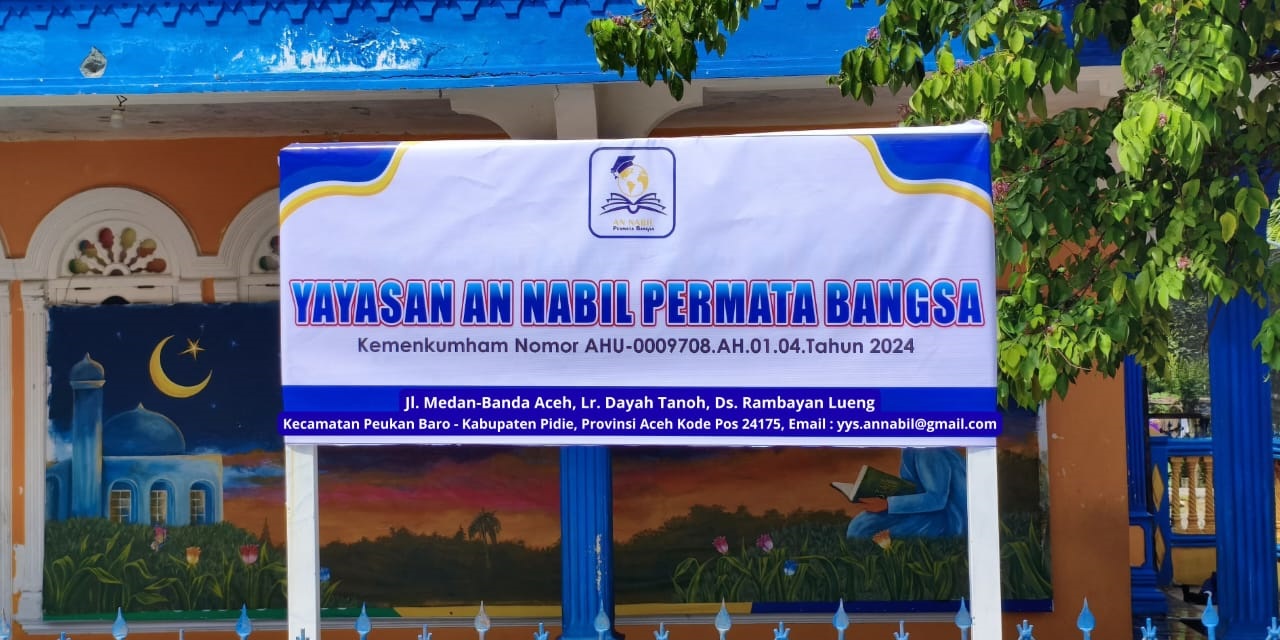 AN NABIL
Permata Bangsa
YAYASAN AN NABIL PERMATA BANGSA
Kemenkumham Nomor AHU-0009708.AH.01.04.Tahun 2024
Jl. Medan-Banda Aceh, Lr. Dayah Tanoh, Ds. Rambayan Lueng
Kecamatan Peukan Baro - Kabupaten Pidie, Provinsi Aceh Kode Pos 24175, Email : yys.annabil@gmail.com